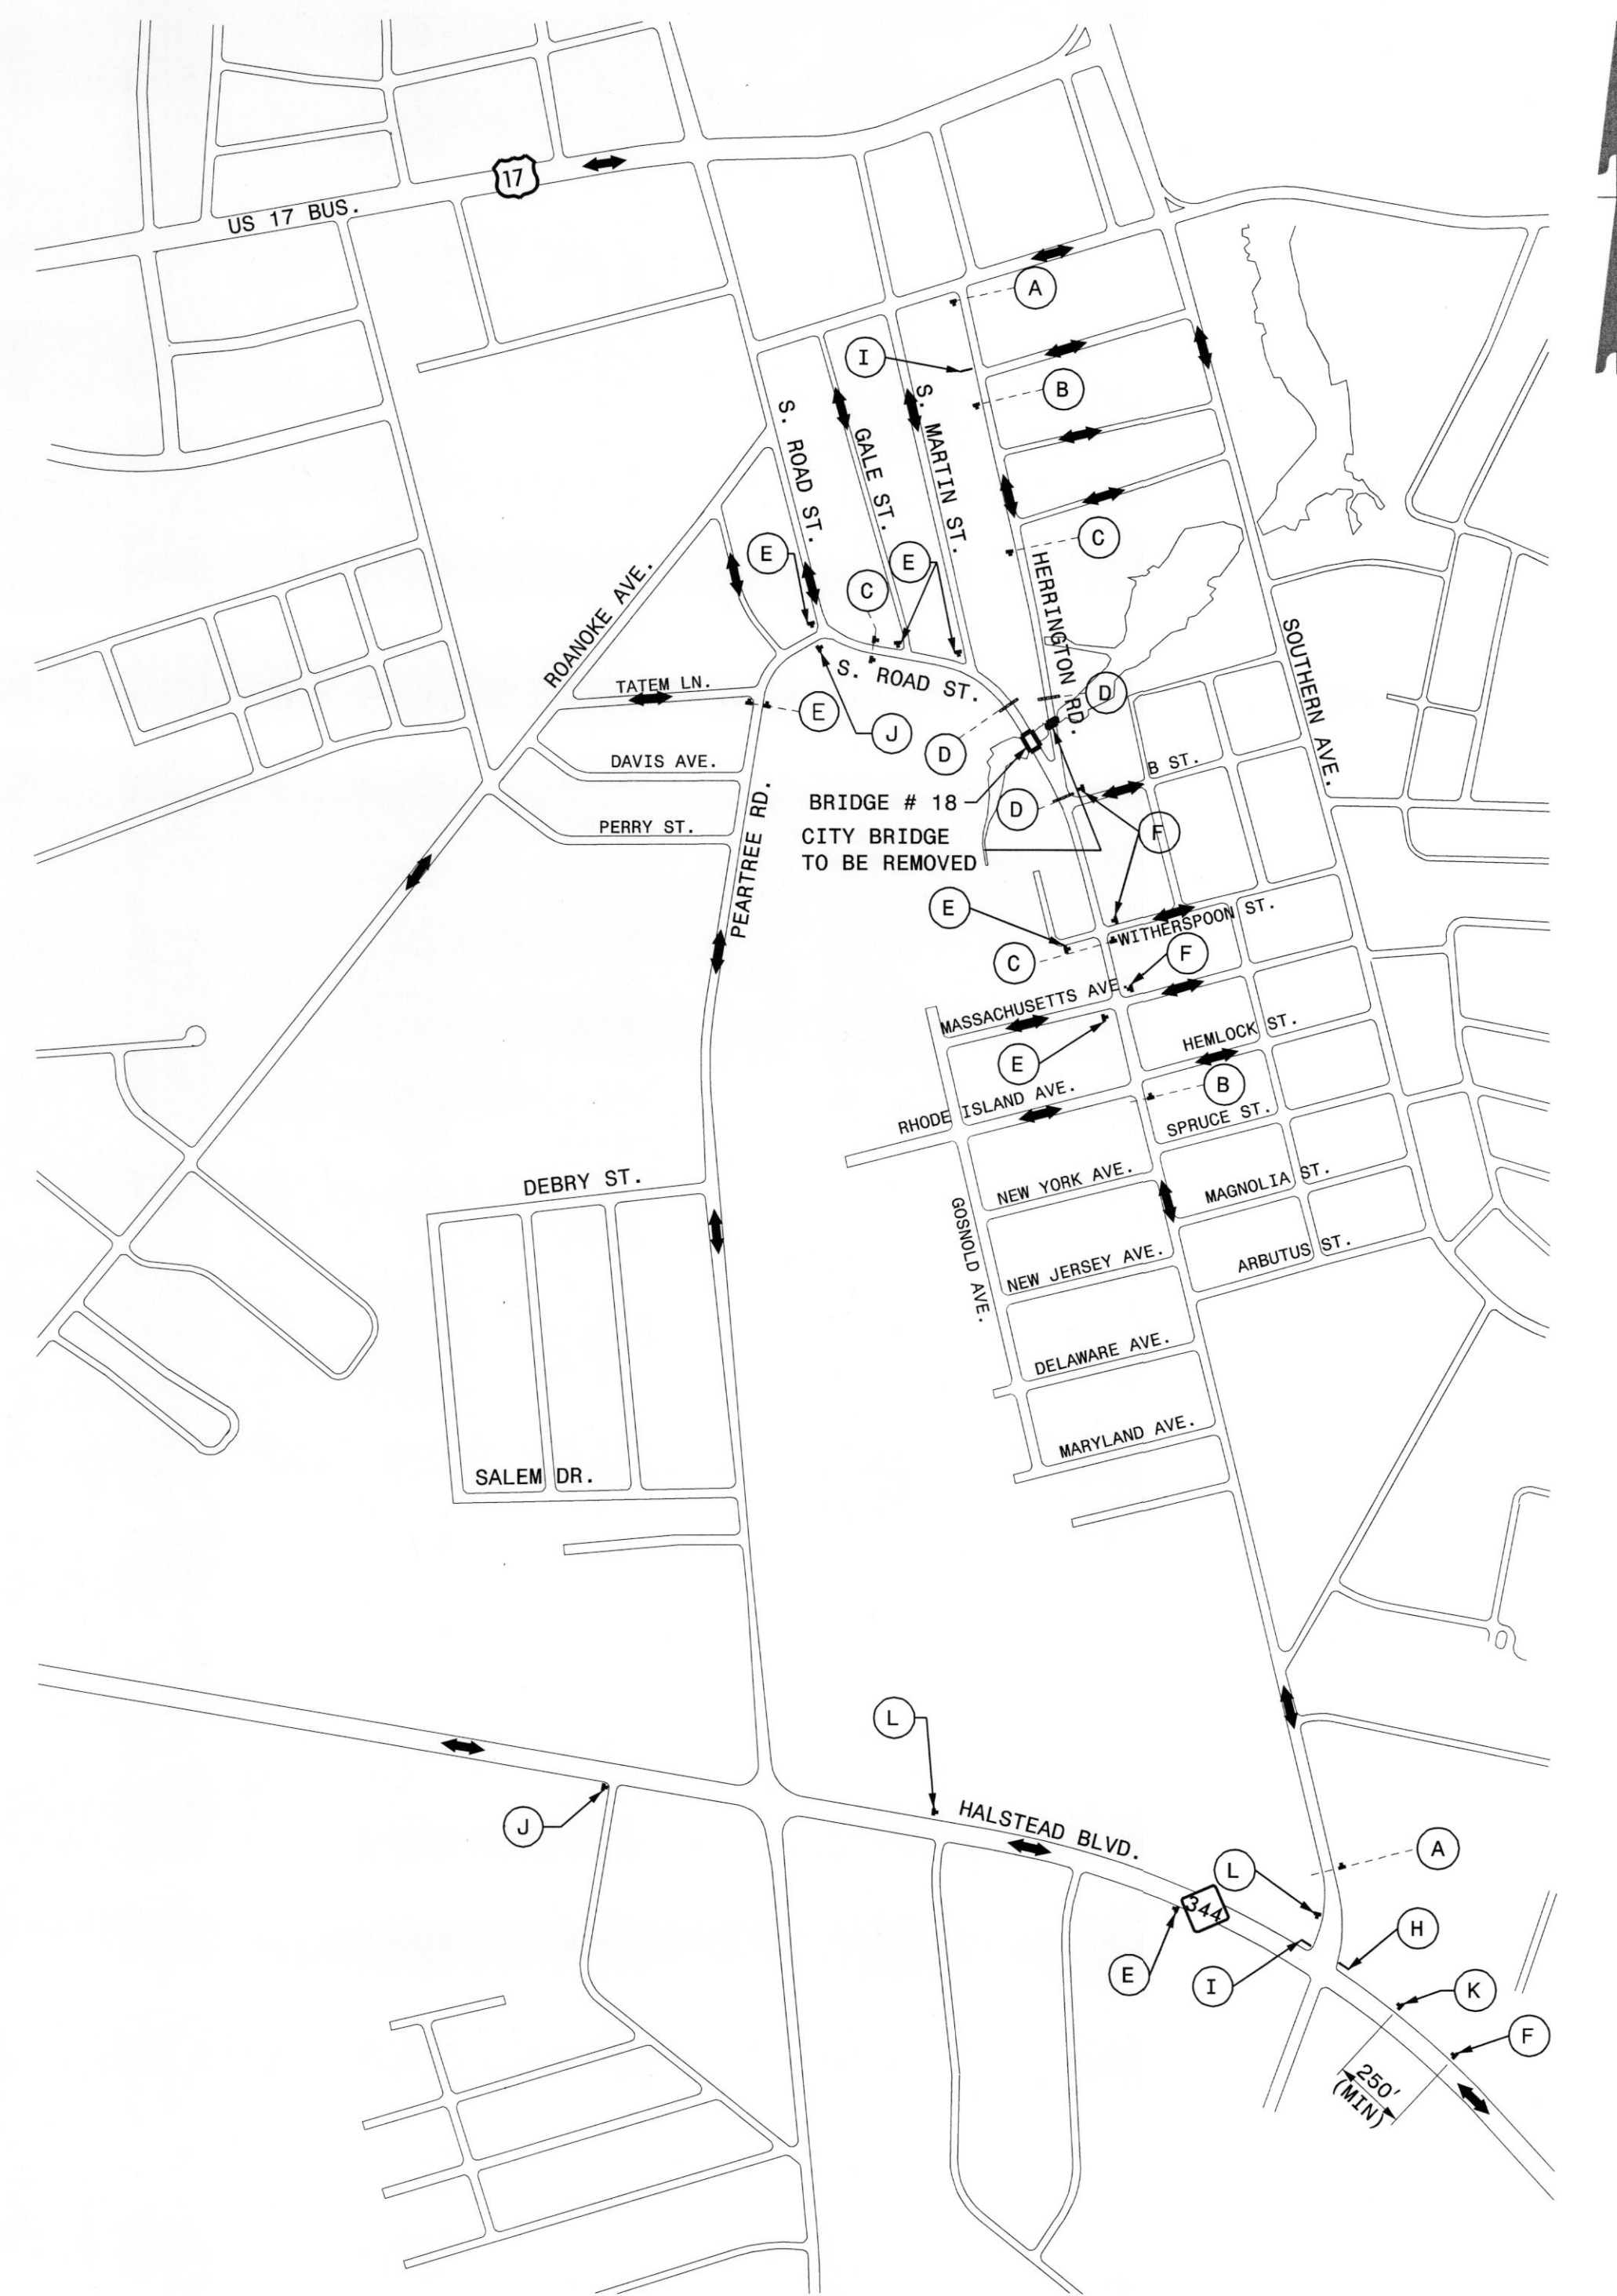 17
US 17 BUS.
A
I
B
S. ROAD ST.
GALE ST.
S. MARTIN ST.
C
E
E
C
HERRINGTON RD.
ROANOKE AVE.
SOUTHERN AVE.
TATEM LN.
S. ROAD ST.
D
E
J
D
DAVIS AVE.
B ST.
PEARTREE RD.
BRIDGE # 18
D
PERRY ST.
CITY BRIDGE
TO BE REMOVED
F
E
WITHERSPOON ST.
C
F
MASSACHUSETTS AVE.
HEMLOCK ST.
E
B
RHODE ISLAND AVE.
SPRUCE ST.
DEBRY ST.
NEW YORK AVE.
MAGNOLIA ST.
GOSNOLD AVE.
NEW JERSEY AVE.
ARBUTUS ST.
DELAWARE AVE.
MARYLAND AVE.
SALEM DR.
L
J
HALSTEAD BLVD.
A
L
344
H
E
I
K
F
250'
(MIN)